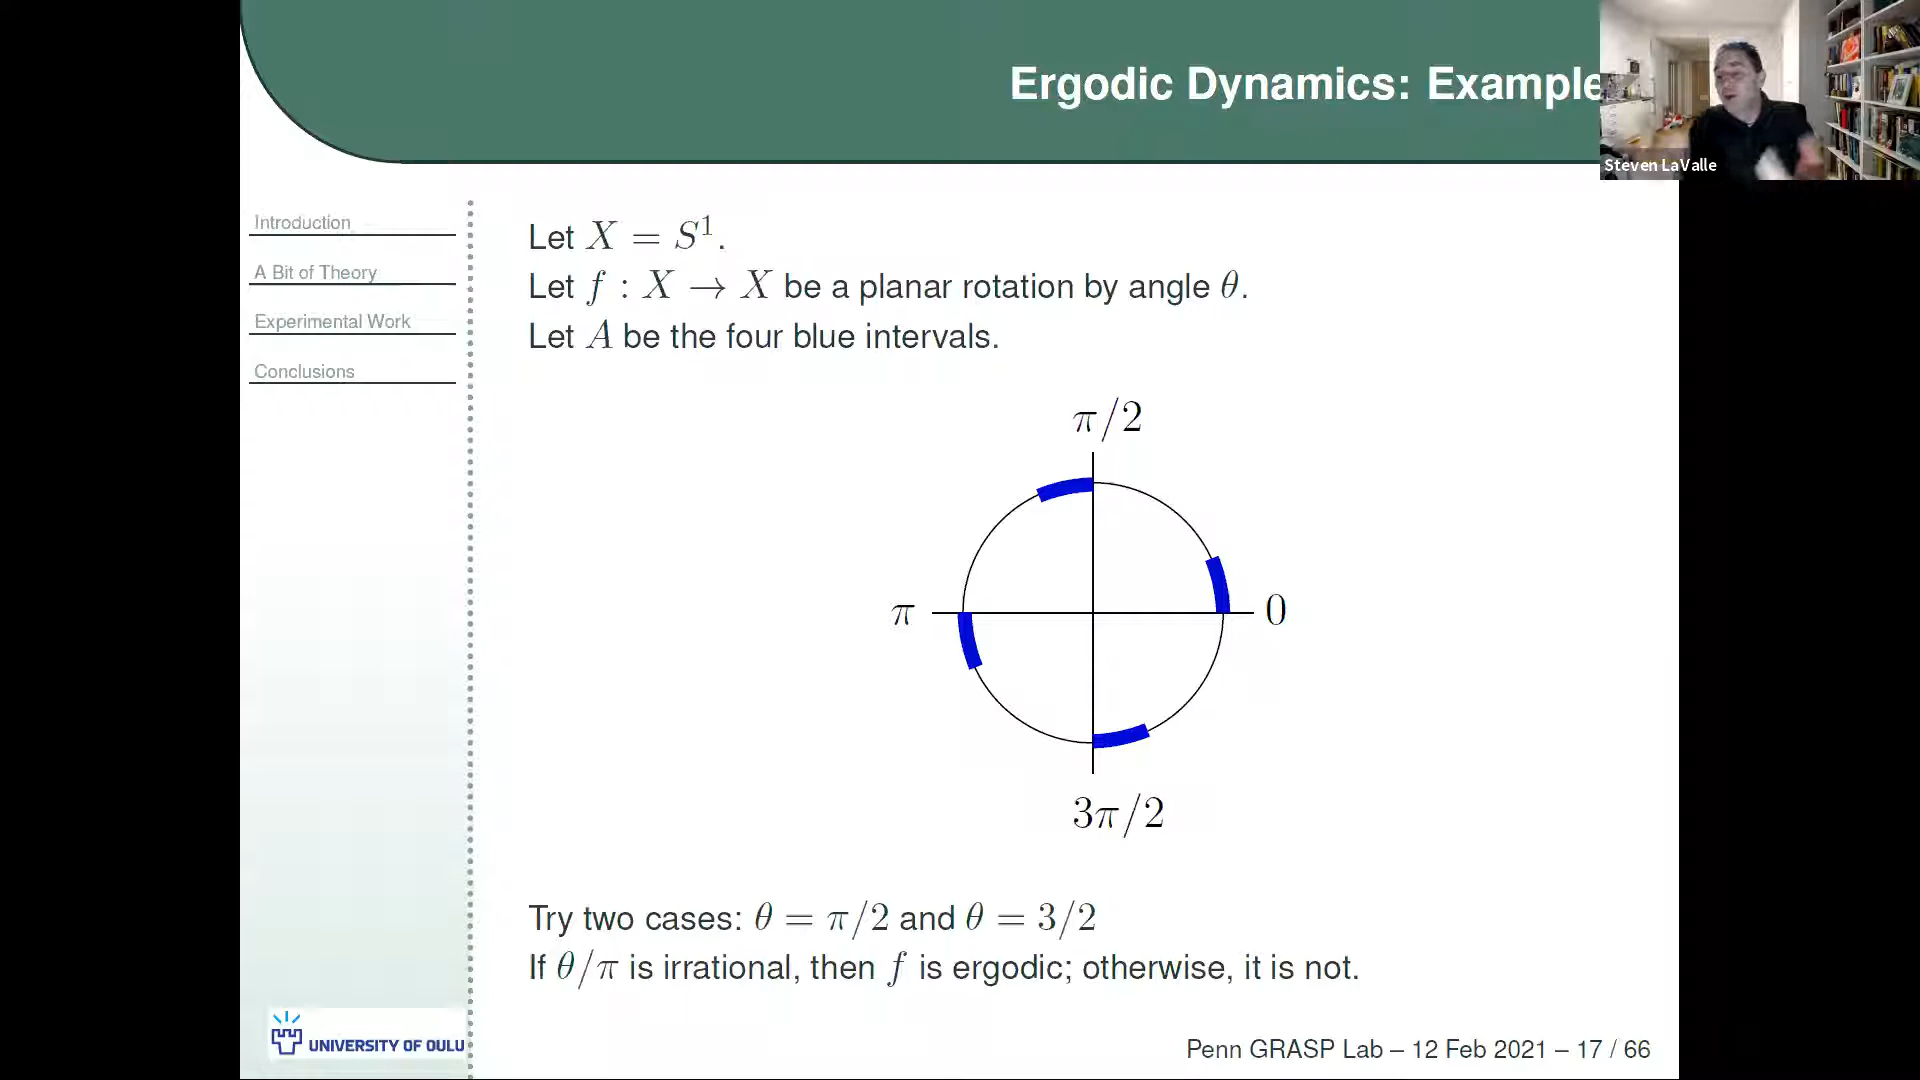 Ergodic Dynamics: Example
Steven LaValle
Introduction
A Bit of Theory
Experimental Work
Conclusions
Let X = S¹.
Let f : X → X be a planar rotation by angle θ.
Let A be the four blue intervals.
π/2
π
0
3π/2
Try two cases: θ = π/2 and θ = 3/2
If θ/π is irrational, then f is ergodic; otherwise, it is not.
UNIVERSITY OF OULU
Penn GRASP Lab – 12 Feb 2021 – 17 / 66